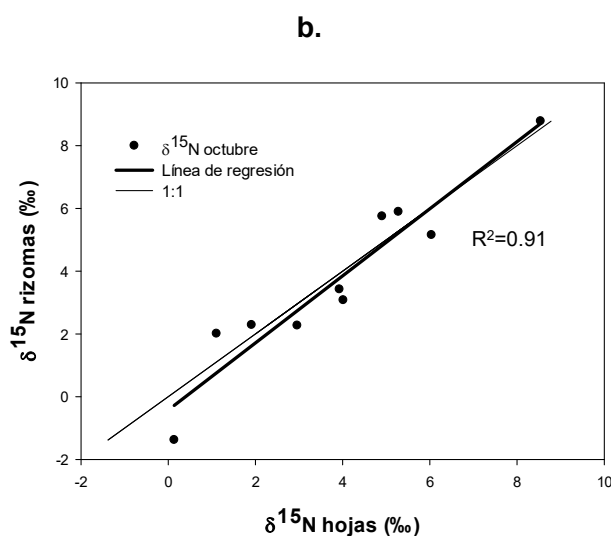 b.
10
8
6
4
2
0
-2
δ15N rizomas (‰)
δ15N octubre
Línea de regresión
1:1
R2=0.91
-2
0
2
4
6
8
10
δ15N hojas (‰)